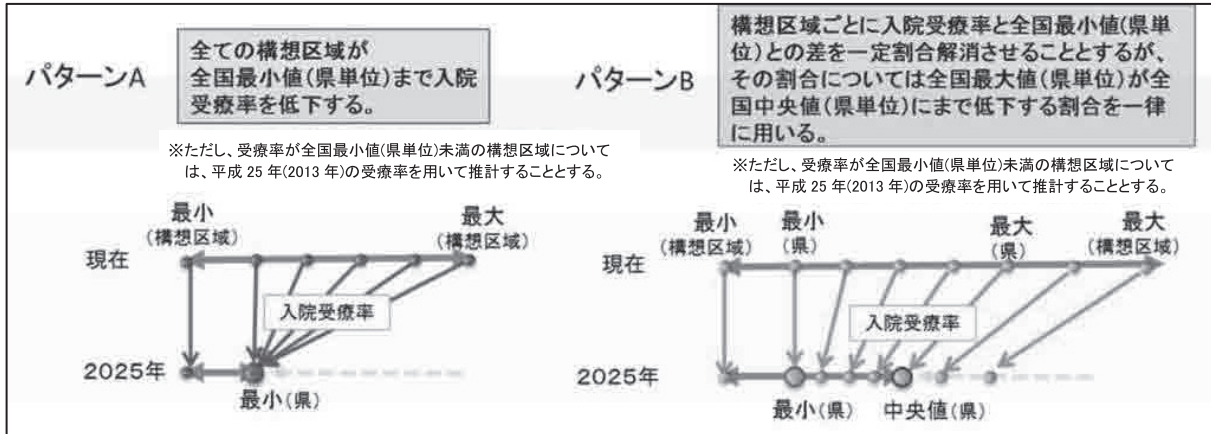 パターンA
全ての構想区域が
全国最小値(県単位)まで入院
受療率を低下する。
※ただし、受療率が全国最小値(県単位)未満の構想区域について
は、平成 25 年(2013 年)の受療率を用いて推計することとする。
最小
(構想区域)
最大
(構想区域)
現在
入院受療率
2025年
最小(県)
パターンB
構想区域ごとに入院受療率と全国最小値(県単
位)との差を一定割合解消させることとするが、
その割合については全国最大値(県単位)が全
国中央値(県単位)にまで低下する割合を一律
に用いる。
※ただし、受療率が全国最小値(県単位)未満の構想区域について
は、平成 25 年(2013 年)の受療率を用いて推計することとする。
最小
(構想区域)
最小
(県)
最大
(県)
最大
(構想区域)
現在
入院受療率
2025年
最小(県)
中央値(県)